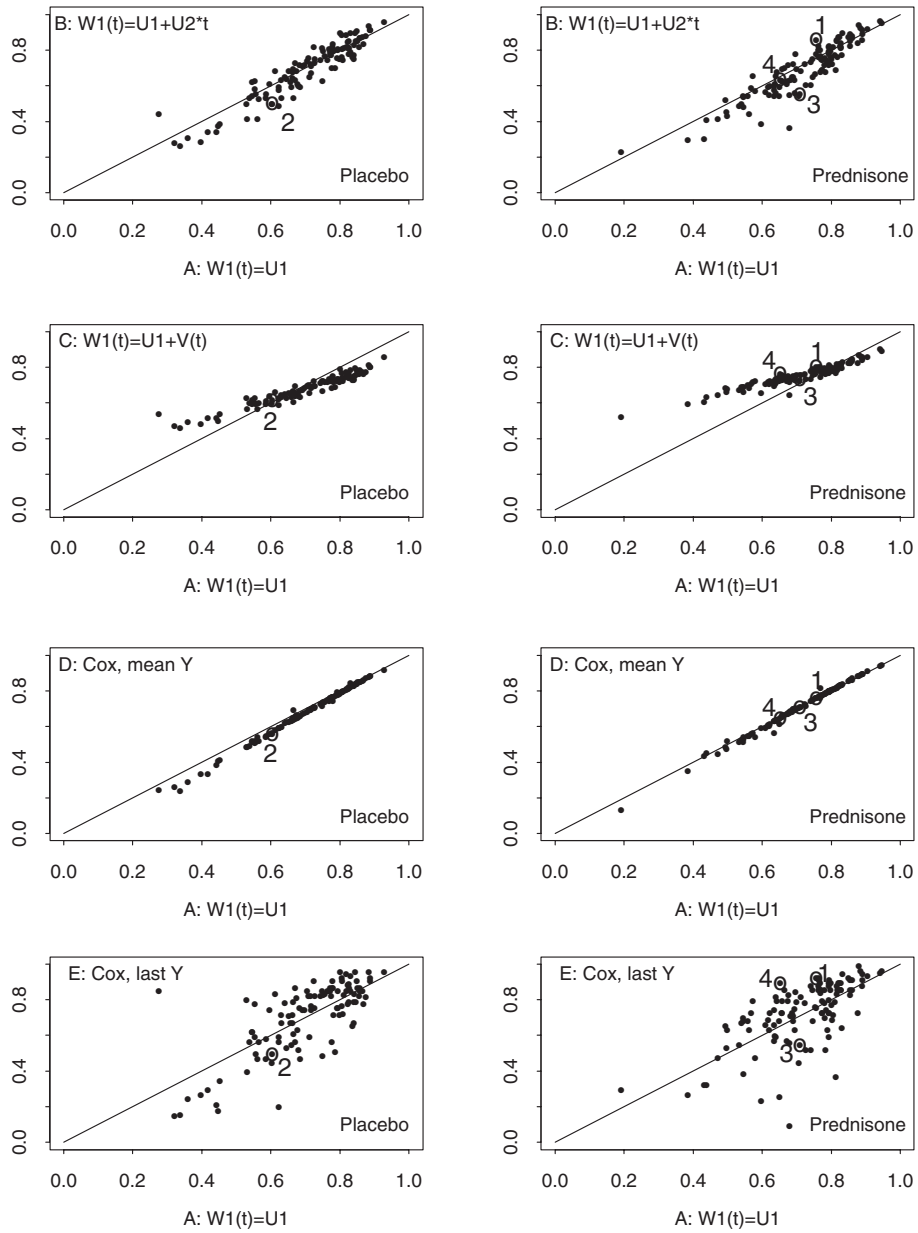 B: W1(t)=U1+U2*t
0.0 0.4 0.8
2
Placebo
0.0 0.2 0.4 0.6 0.8 1.0
A: W1(t)=U1
B: W1(t)=U1+U2*t
0.0 0.4 0.8
1
4
3
Prednisone
0.0 0.2 0.4 0.6 0.8 1.0
A: W1(t)=U1
C: W1(t)=U1+V(t)
0.0 0.4 0.8
2
Placebo
0.0 0.2 0.4 0.6 0.8 1.0
A: W1(t)=U1
C: W1(t)=U1+V(t)
0.0 0.4 0.8
1
4
3
Prednisone
0.0 0.2 0.4 0.6 0.8 1.0
A: W1(t)=U1
D: Cox, mean Y
0.0 0.4 0.8
2
Placebo
0.0 0.2 0.4 0.6 0.8 1.0
A: W1(t)=U1
D: Cox, mean Y
0.0 0.4 0.8
1
4
3
Prednisone
0.0 0.2 0.4 0.6 0.8 1.0
A: W1(t)=U1
E: Cox, last Y
0.0 0.4 0.8
2
Placebo
0.0 0.2 0.4 0.6 0.8 1.0
A: W1(t)=U1
E: Cox, last Y
0.0 0.4 0.8
1
4
3
Prednisone
0.0 0.2 0.4 0.6 0.8 1.0
A: W1(t)=U1